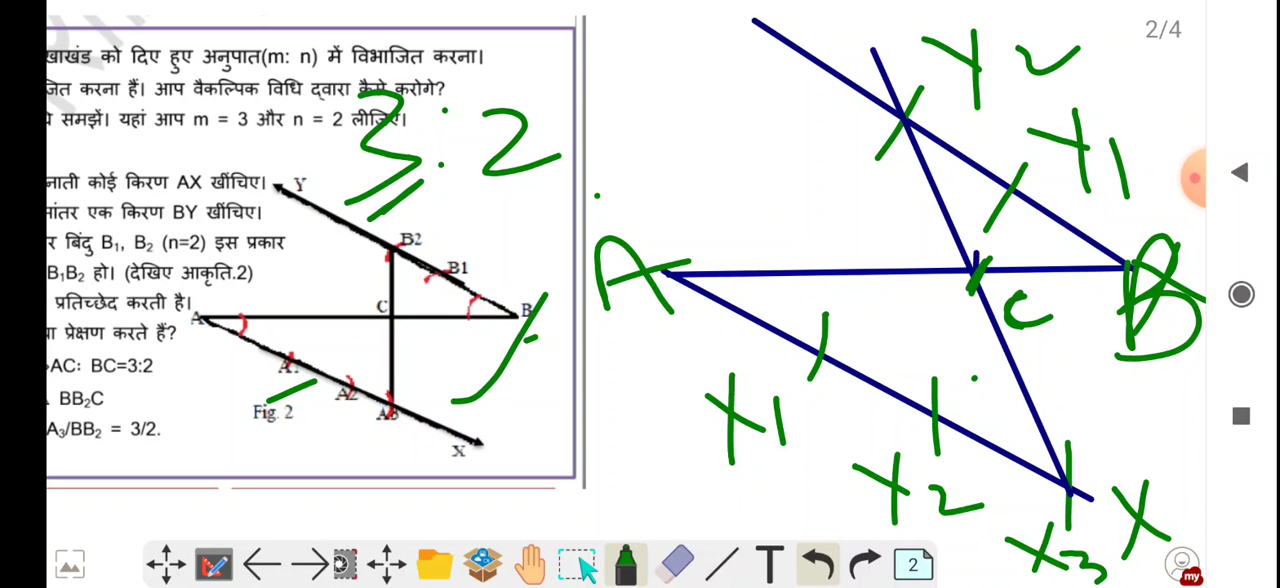 2/4
खाखंड को दिए हुए अनुपात(m: n) में विभाजित करना।
जित करना हैं। आप वैकल्पिक विधि द्वारा कैसे करोगे?
समझें। यहां आप m = 3 और n = 2 लीजिए।
3:2
नाती कोई किरण AX खींचिए।
मांतर एक किरण BY खींचिए।
र बिंदु B₁, B₂ (n=2) इस प्रकार
B₁B₂ हो। (देखिए आकृति.2)
प्रतिच्छेद करती है।
या प्रेक्षण करते हैं?
AC: BC=3:2
BB₂C
A₃/BB₂ = 3/2.
Y
B2
B1
C
A
B
A1
A2
A3
Fig. 2
X
Y2
Y1
A
B
C
X1
X2
X3
X
T
2
my